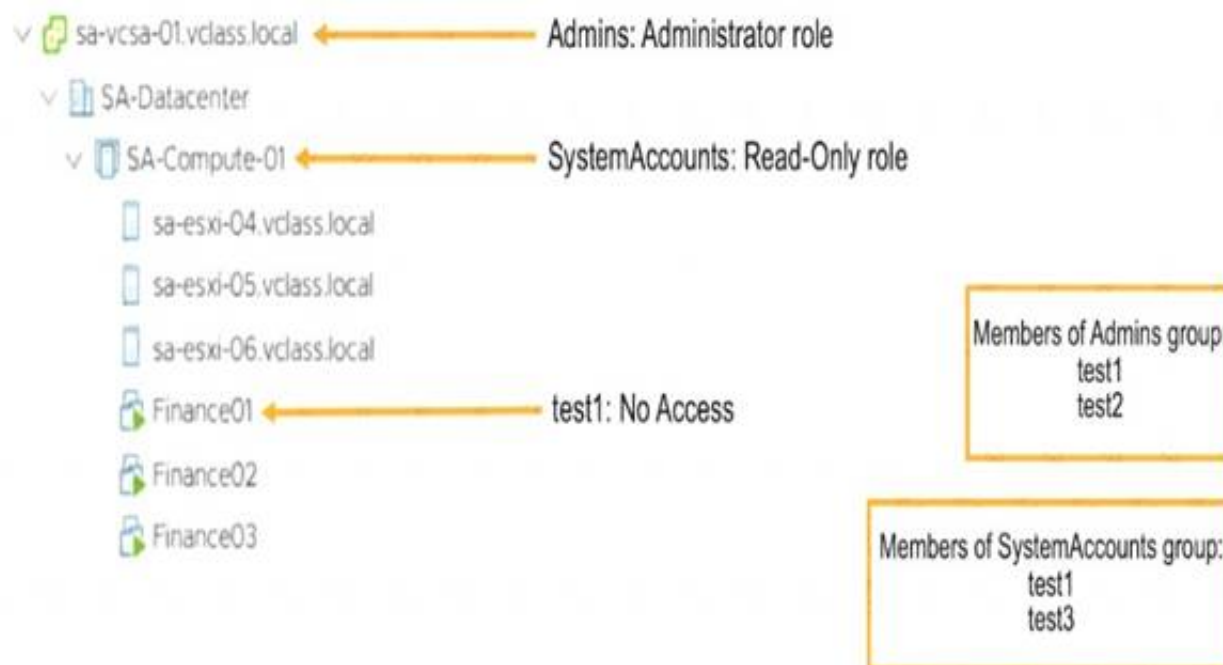 sa-vcsa-01.vclass.local Admins: Administrator role
SA-Datacenter
SA-Compute-01 SystemAccounts: Read-Only role
sa-esxi-04.vclass.local
sa-esxi-05.vclass.local
sa-esxi-06.vclass.local
Finance01 test1: No Access
Finance02
Finance03
Members of Admins group
test1
test2
Members of SystemAccounts group:
test1
test3